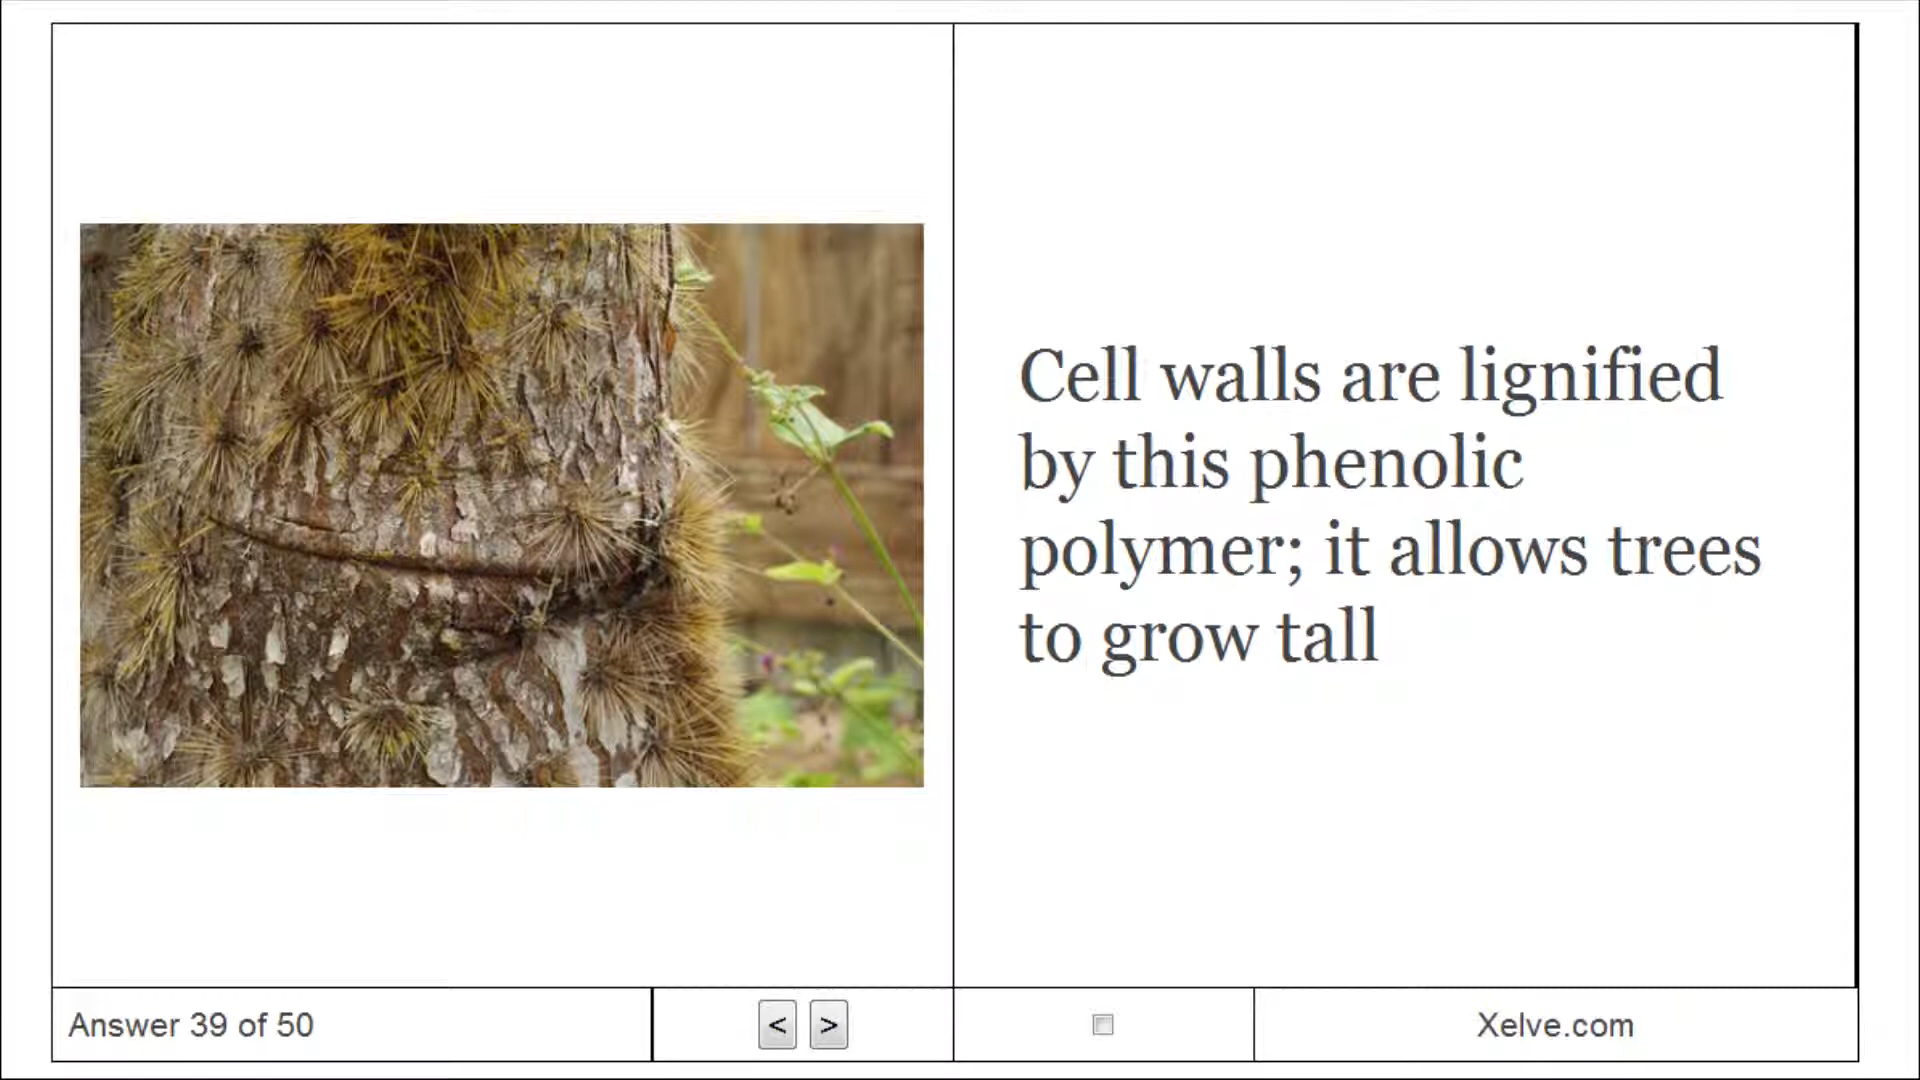 Cell walls are lignified
by this phenolic
polymer; it allows trees
to grow tall
Answer 39 of 50
< >
Xelve.com